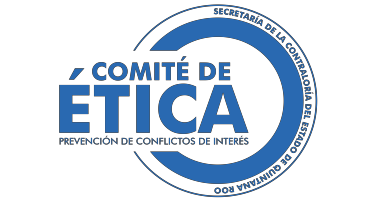 COMITÉ DE
ÉTICA
PREVENCIÓN DE CONFLICTOS DE INTERÉS
SECRETARÍA DE LA CONTRALORÍA DEL ESTADO DE QUINTANA ROO